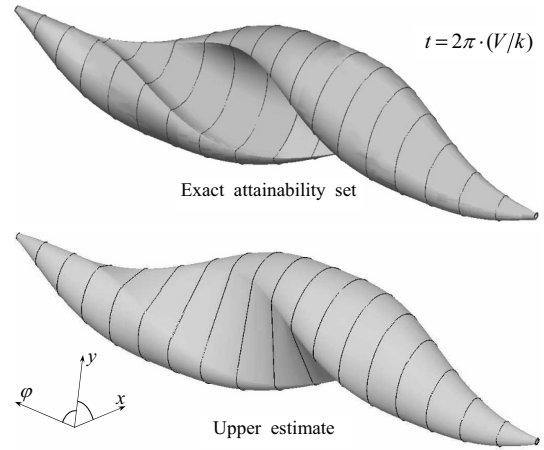 t = 2π · (V/k)
Exact attainability set
y
φ
x
Upper estimate